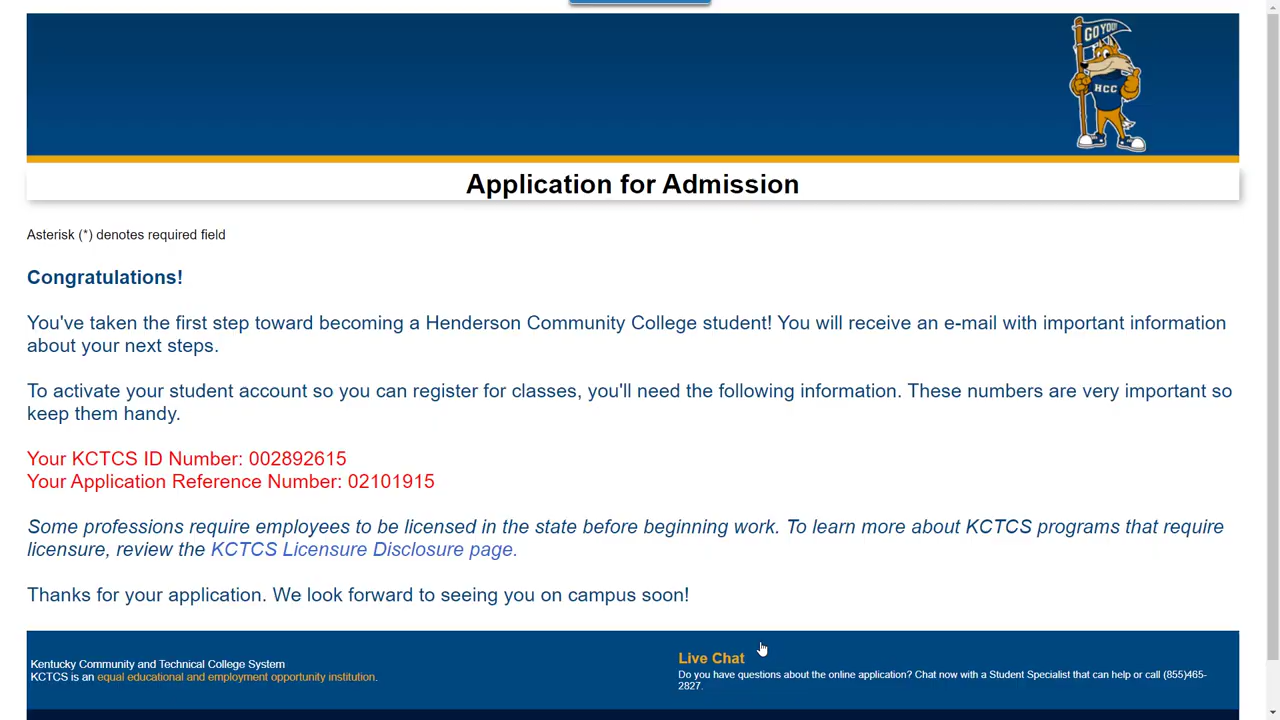 GO YOO!
HCC
Application for Admission
Asterisk (*) denotes required field
Congratulations!
You've taken the first step toward becoming a Henderson Community College student! You will receive an e-mail with important information
about your next steps.
To activate your student account so you can register for classes, you'll need the following information. These numbers are very important so
keep them handy.
Your KCTCS ID Number: 002892615
Your Application Reference Number: 02101915
Some professions require employees to be licensed in the state before beginning work. To learn more about KCTCS programs that require
licensure, review the KCTCS Licensure Disclosure page.
Thanks for your application. We look forward to seeing you on campus soon!
Kentucky Community and Technical College System
KCTCS is an equal educational and employment opportunity institution.
Live Chat
Do you have questions about the online application? Chat now with a Student Specialist that can help or call (855)465-
2827.